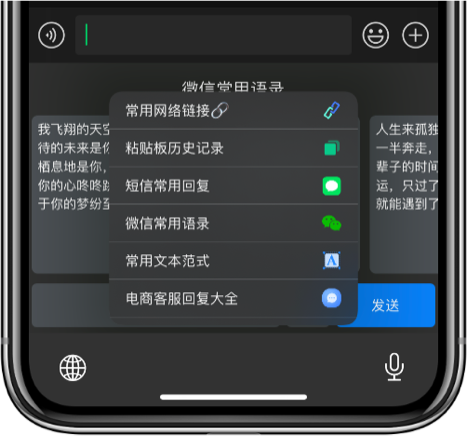 微信常用语录
常用网络链接🔗
粘贴板历史记录
短信常用回复
微信常用语录
常用文本范式
电商客服回复大全
我飞翔的天空
待的未来是你
栖息地是你，
你的心咚咚跳
于你的梦纷至
人生来孤独
一半奔走，
辈子的时间
运，只过了
就能遇到了
发送